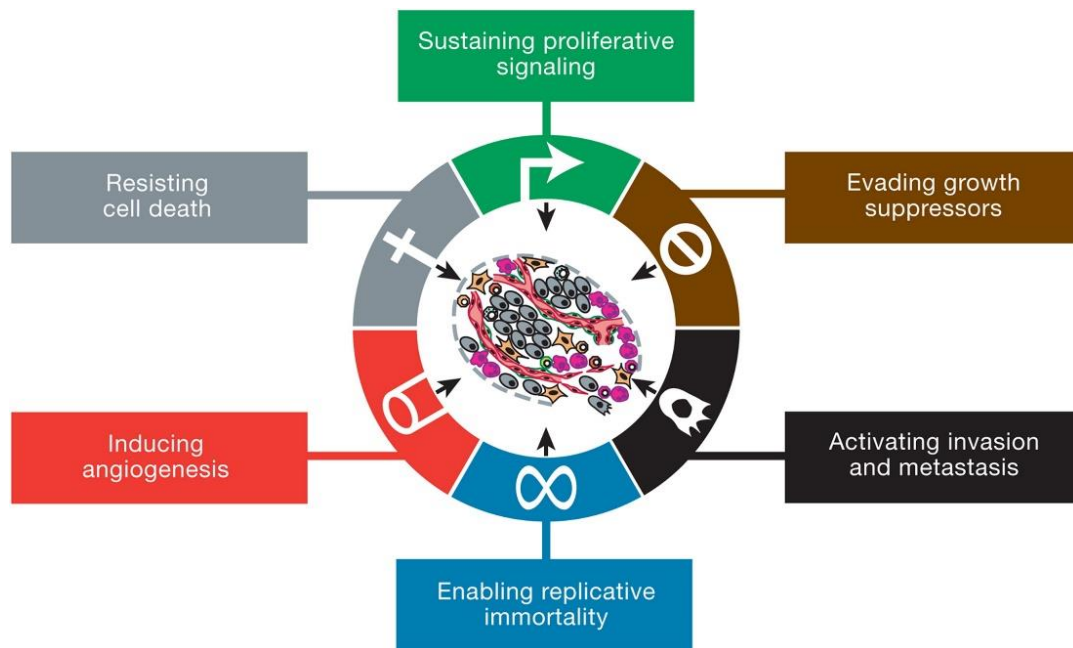 Sustaining proliferative
signaling
Resisting
cell death
Evading growth
suppressors
Inducing
angiogenesis
Activating invasion
and metastasis
Enabling replicative
immortality